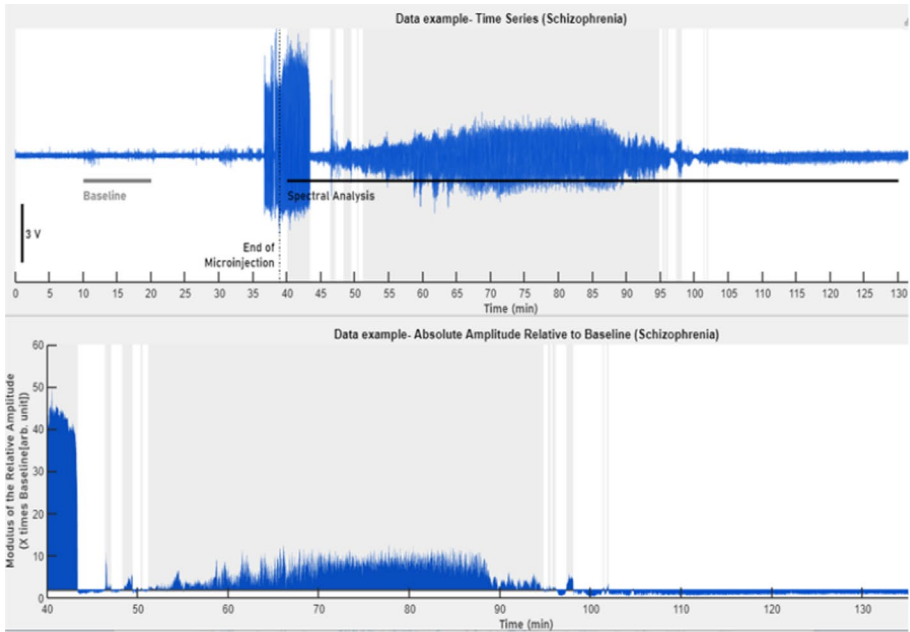 Data example- Time Series (Schizophrenia)
Baseline
Spectral Analysis
3 V
End of
Microinjection
0 5 10 15 20 25 30 35 40 45 50 55 60 65 70 75 80 85 90 95 100 105 110 115 120 125 130
Time (min)
Data example- Absolute Amplitude Relative to Baseline (Schizophrenia)
Modulus of the Relative Amplitude
(X times Baseline[arb. unit])
60
50
40
30
20
10
0
40 50 60 70 80 90 100 110 120 130
Time (min)